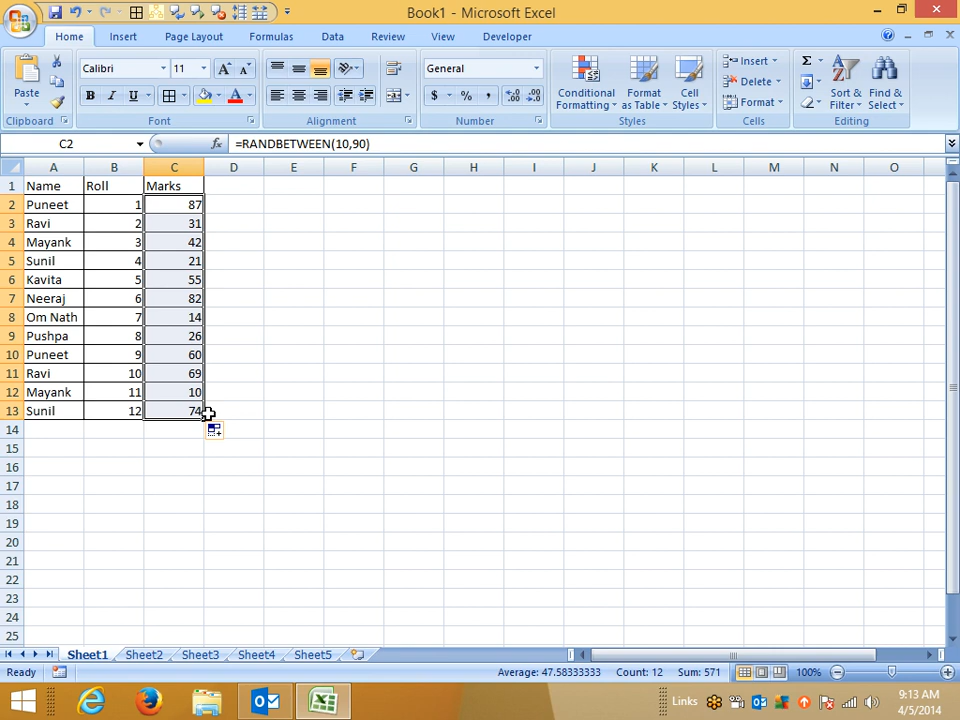 Book1 - Microsoft Excel
Home Insert Page Layout Formulas Data Review View Developer
Paste Calibri 11 A A General Insert
B I U A $ % , .00 .0 Conditional Formatting Format as Table Cell Styles Delete Sort & Filter Find & Select
Format
Clipboard Font Alignment Number Styles Cells Editing
C2 fx =RANDBETWEEN(10,90)
A B C D E F G H I J K L M N O
1 Name Roll Marks
2 Puneet 1 87
3 Ravi 2 31
4 Mayank 3 42
5 Sunil 4 21
6 Kavita 5 55
7 Neeraj 6 82
8 Om Nath 7 14
9 Pushpa 8 26
10 Puneet 9 60
11 Ravi 10 69
12 Mayank 11 10
13 Sunil 12 74
14
15
16
17
18
19
20
21
22
23
24
25
Sheet1 Sheet2 Sheet3 Sheet4 Sheet5
Ready Average: 47.58333333 Count: 12 Sum: 571 100%
Links 9:13 AM
4/5/2014